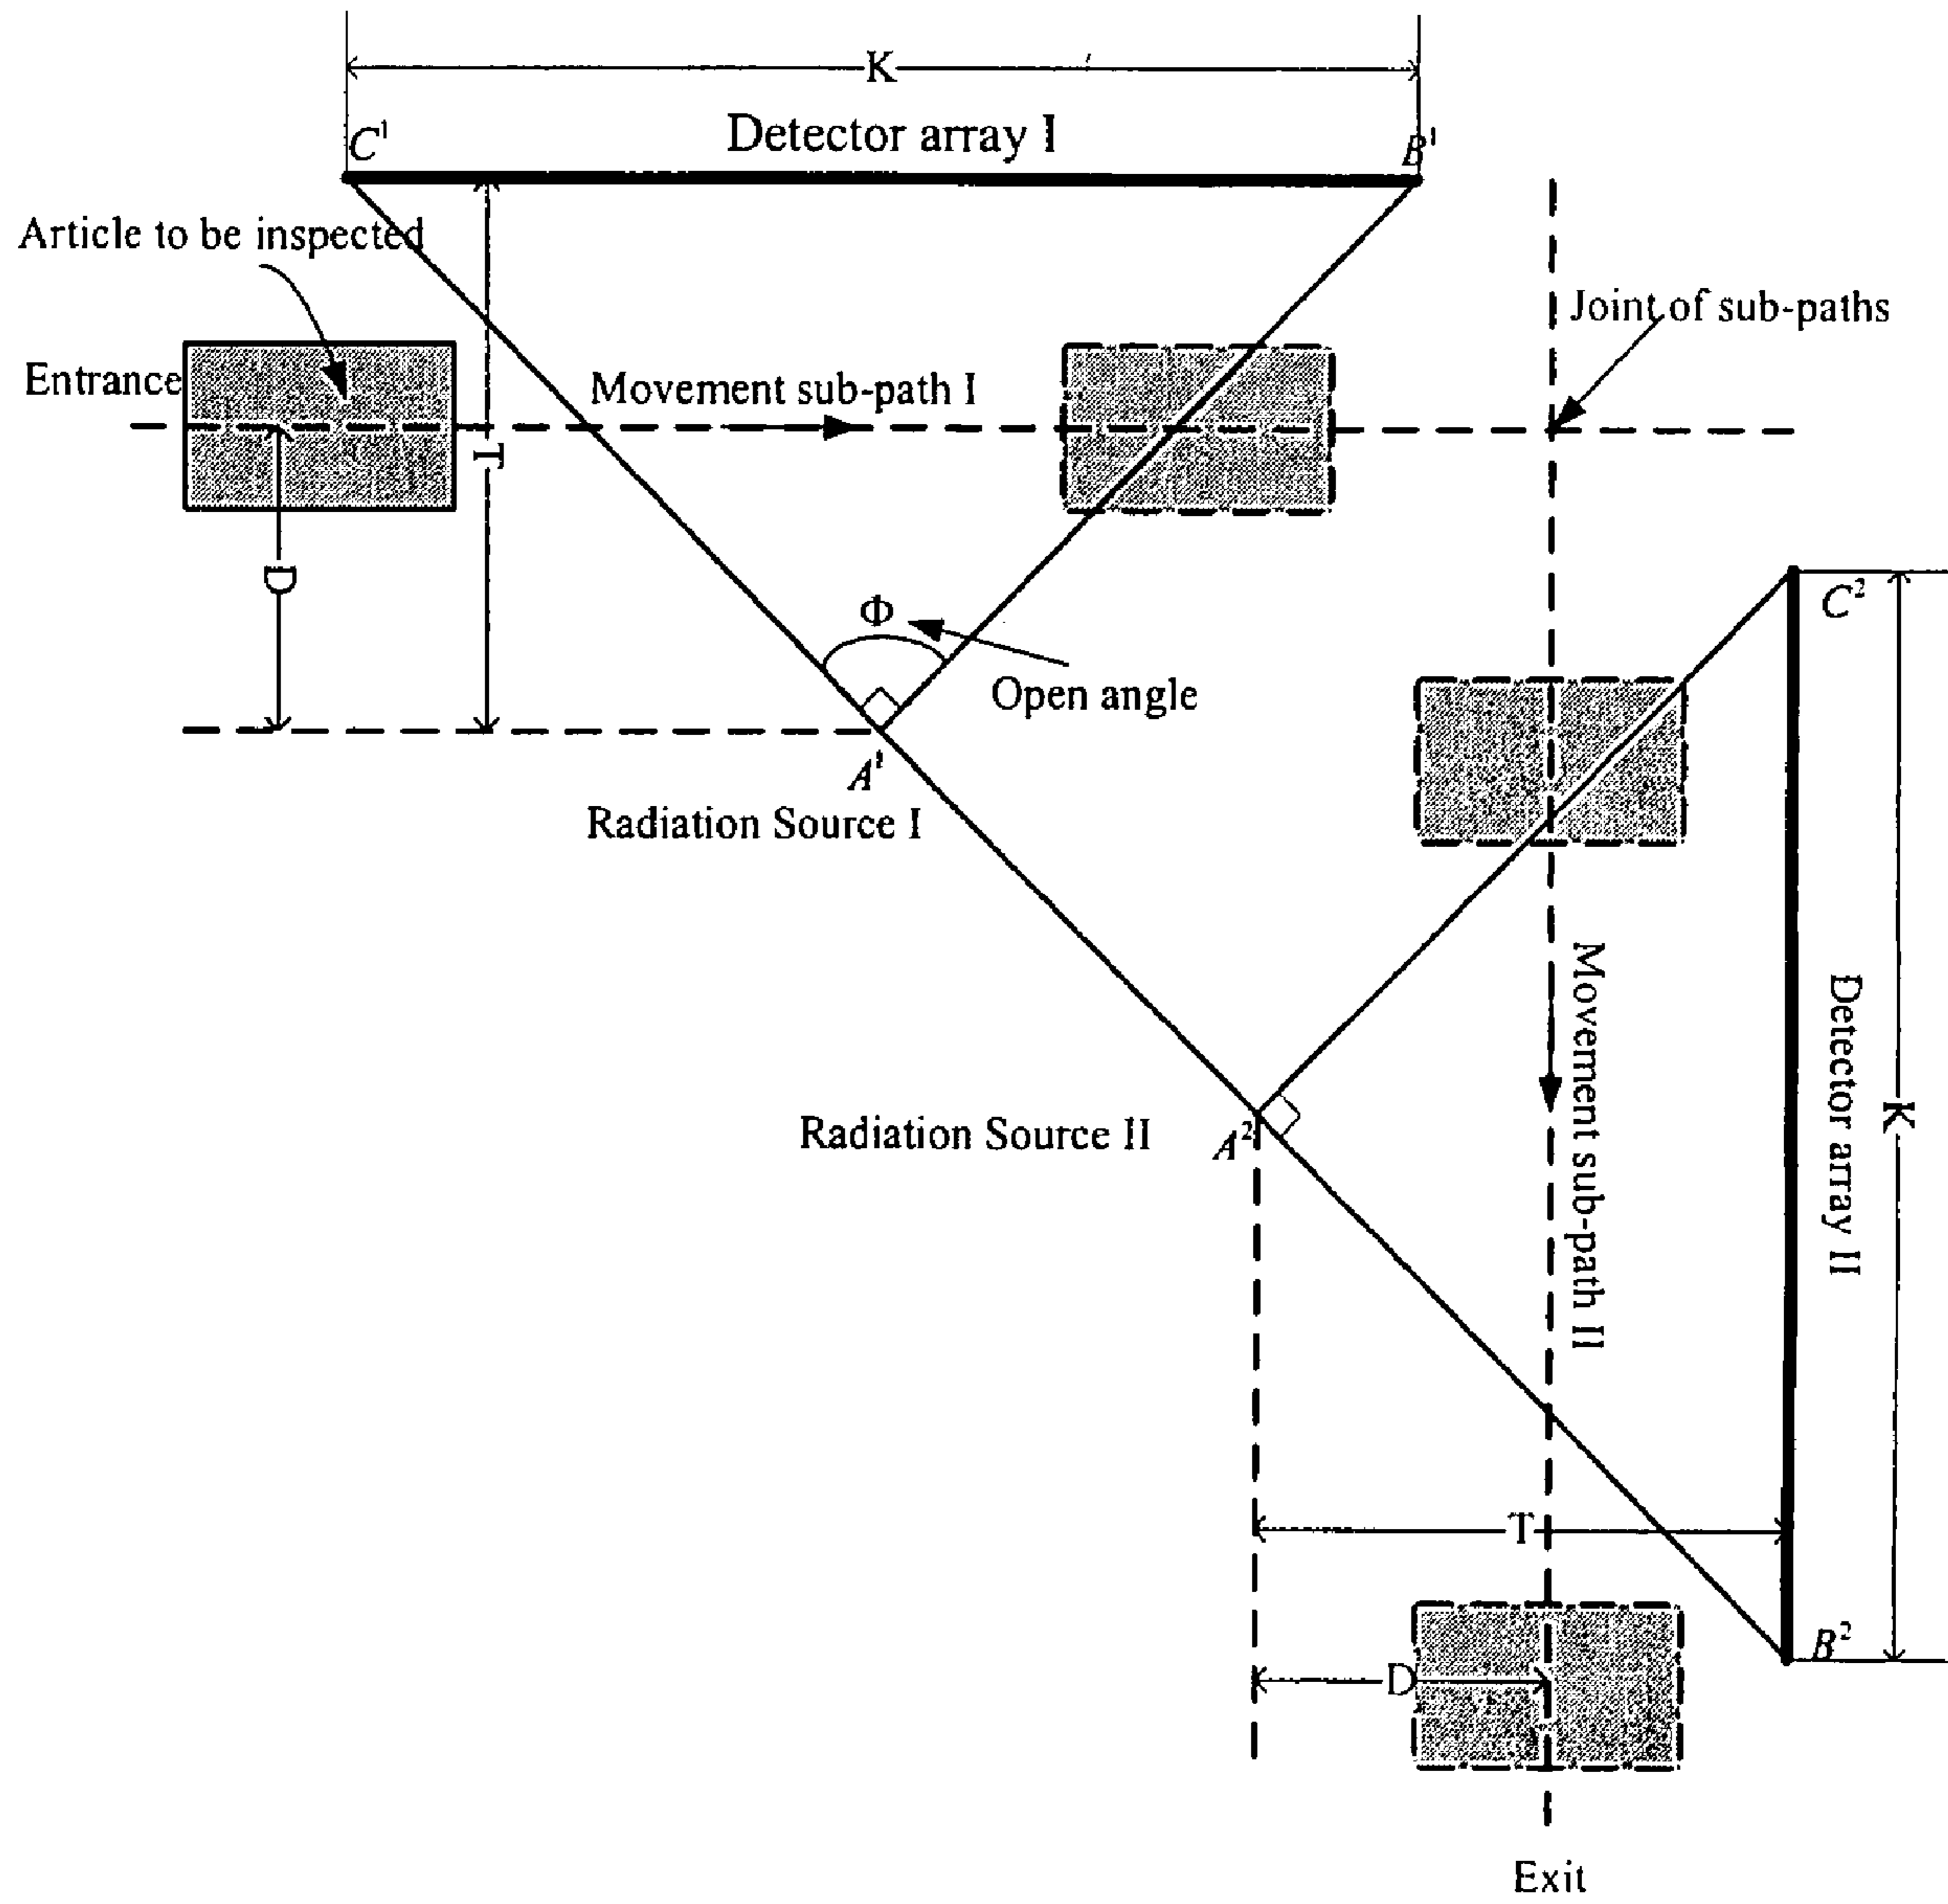 K
C¹
Detector array I
B¹
Article to be inspected
Joint of sub-paths
Entrance
Movement sub-path I
T
D
Φ
C²
Open angle
A¹
Radiation Source I
Movement sub-path II
Detector array II
K
Radiation Source II
A²
T
B²
D
Exit